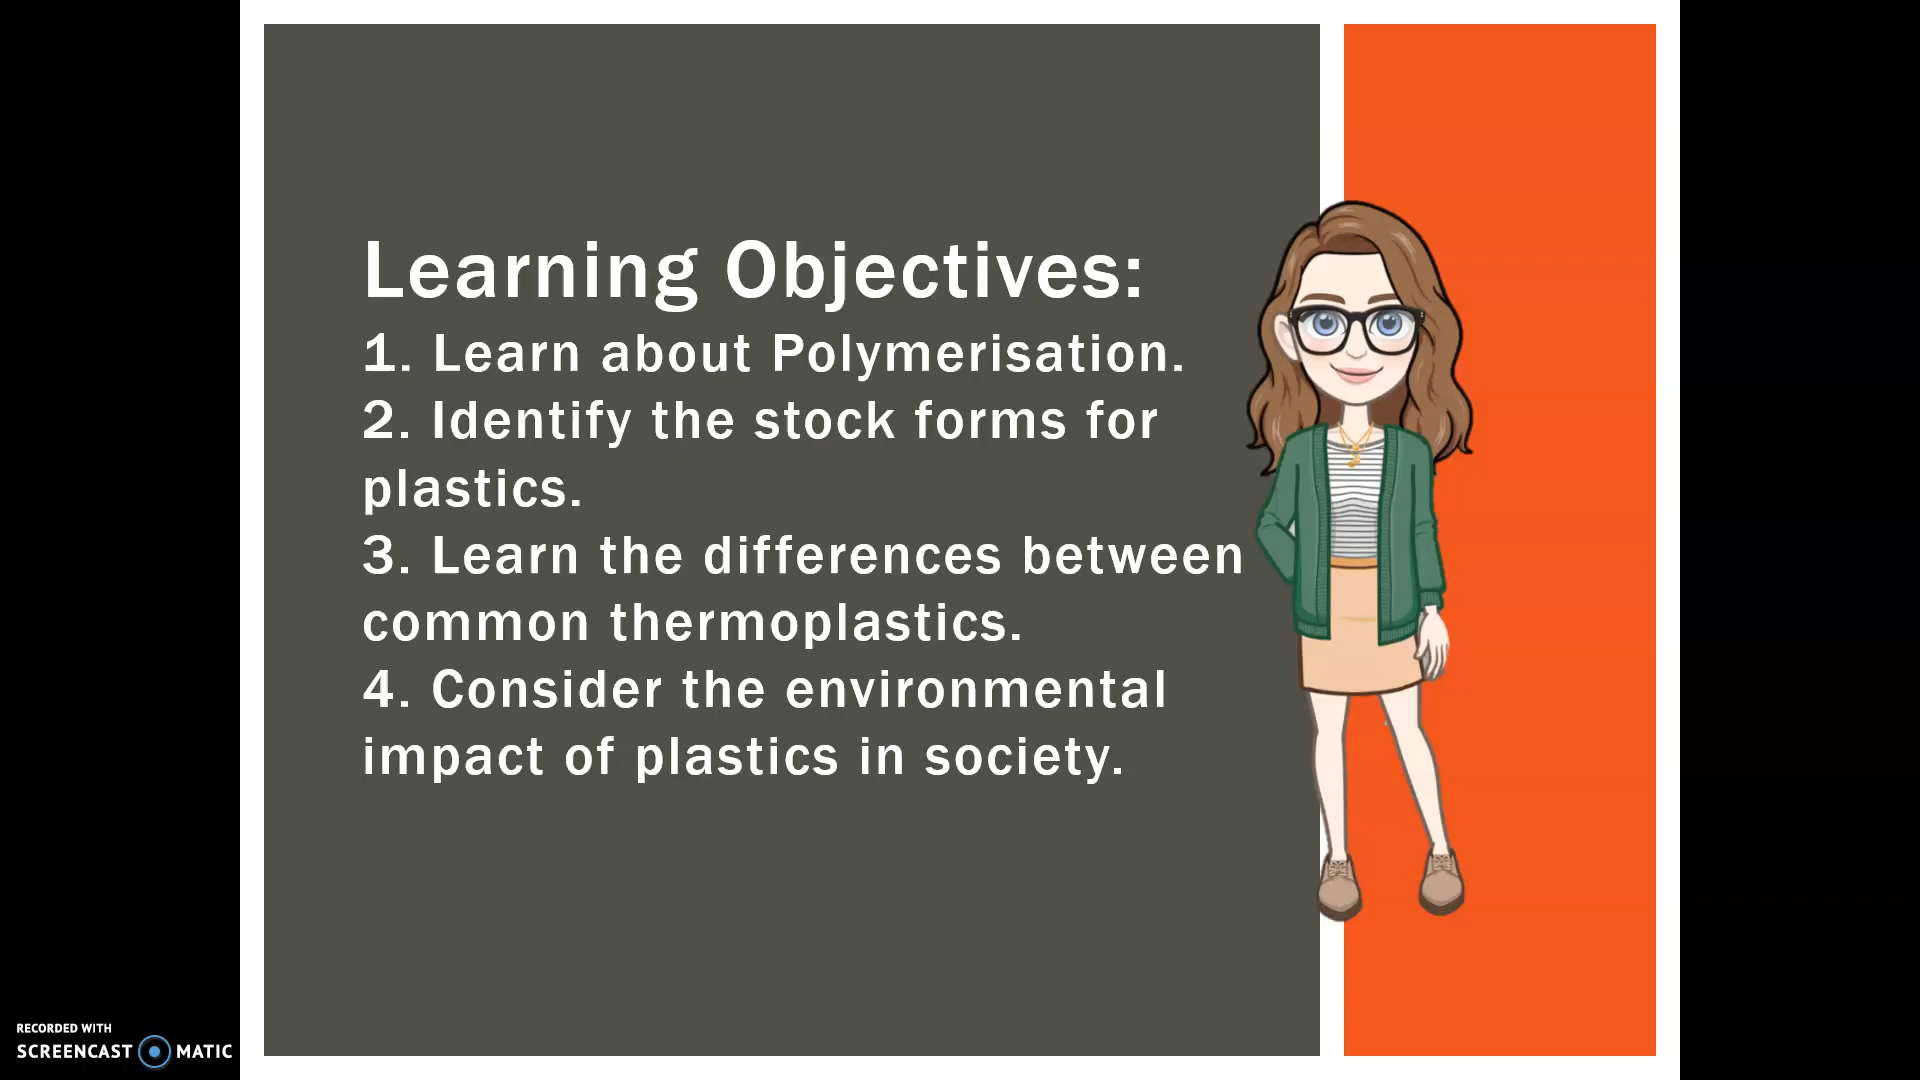 Learning Objectives:
1. Learn about Polymerisation.
2. Identify the stock forms for
plastics.
3. Learn the differences between
common thermoplastics.
4. Consider the environmental
impact of plastics in society.
RECORDED WITH
SCREENCAST MATIC